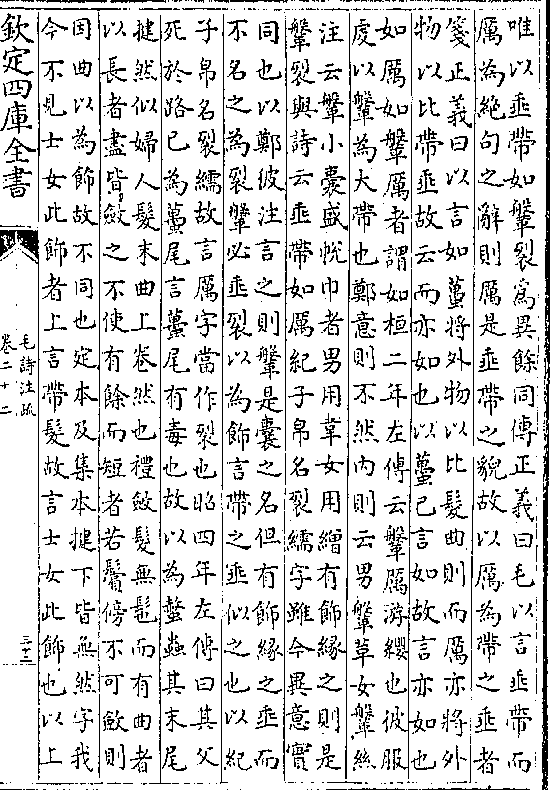 唯以垂帶如鞶裂為異餘同傳正義曰毛以言垂帶而
厲為絕句之辭則厲是垂帶之貌故以厲為帶之垂者
箋正義曰以言如蠆將外物以比髮曲則而厲亦將外
物以比帶垂故云而亦如也以蠆已言如故言亦如也
如厲如鞶厲者謂如桓二年左傳云鞶厲游纓也彼服
虔以鞶為大帶也鄭意則不然內則云男鞶革女鞶絲
注云鞶小囊盛帨巾者男用韋女用繒有飾緣之則是
鞶裂與詩云垂帶如厲紀子帛名裂繻字雖今異意實
同也以鄭彼注言之則鞶是囊之名但有飾緣之垂而
不名之為裂鞶必垂裂以為飾言帶之垂似之也以紀
子帛名裂繻故言厲字當作裂也昭四年左傳曰其父
死於路已為蠆尾言蠆尾有毒也故以為螫蟲其末尾
揵然似婦人髮末曲上卷然也禮斂髮無髢而有曲者
以長者盡皆斂之不使有餘而短者若鬢傍不可斂則
因曲以為飾故不同也定本及集本揵下皆無然字我
今不見士女此飾者上言帶髮故言士女此飾也以上
欽定四庫全書
毛詩注疏
卷二十二
三十二